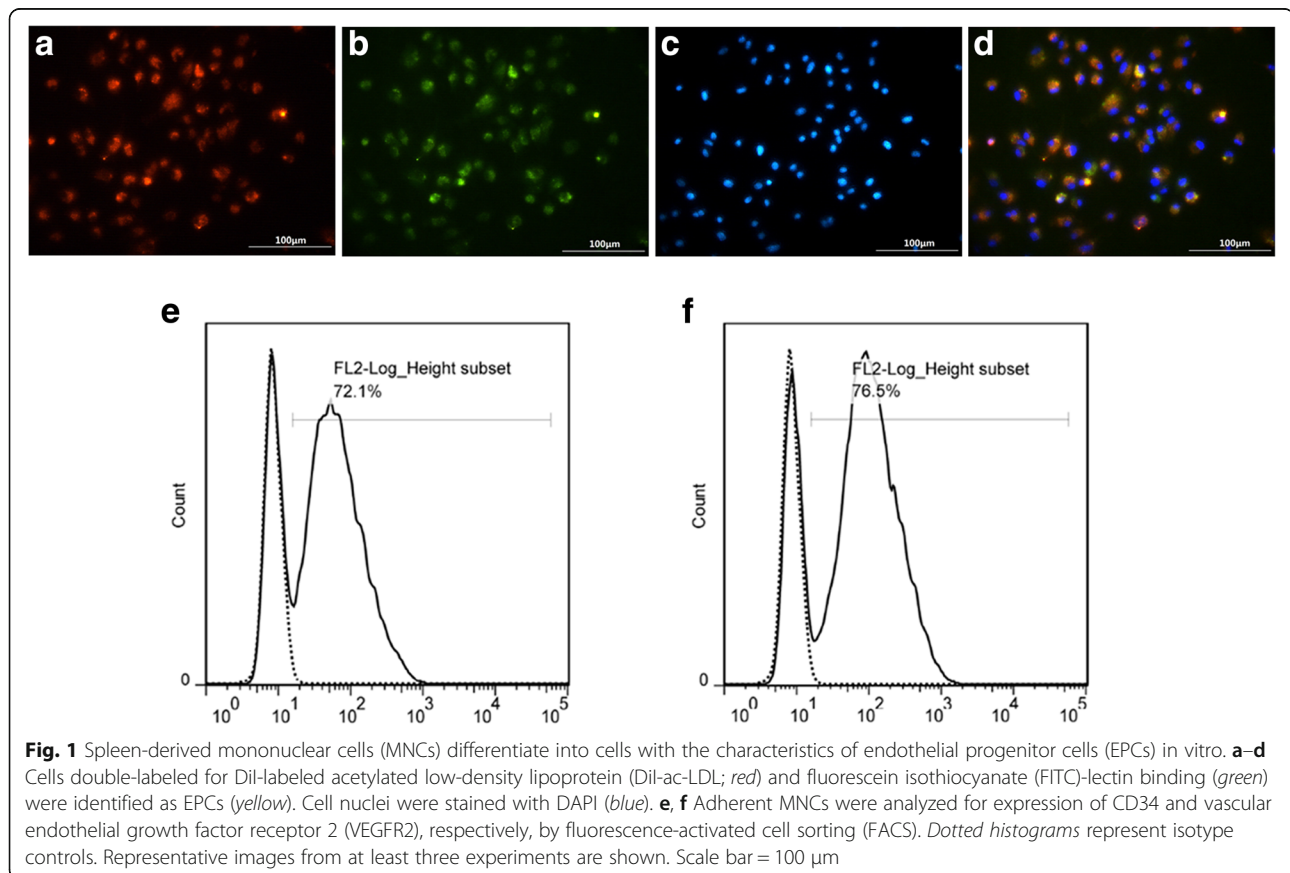 a
b
c
d
100μm
100μm
100μm
100μm
e
f
FL2-Log_Height subset
72.1%
Count
0
10^0 10^1 10^2 10^3 10^4 10^5
FL2-Log_Height subset
76.5%
Count
0
10^0 10^1 10^2 10^3 10^4 10^5
Fig. 1 Spleen-derived mononuclear cells (MNCs) differentiate into cells with the characteristics of endothelial progenitor cells (EPCs) in vitro. a–d
Cells double-labeled for DiI-labeled acetylated low-density lipoprotein (DiI-ac-LDL; red) and fluorescein isothiocyanate (FITC)-lectin binding (green)
were identified as EPCs (yellow). Cell nuclei were stained with DAPI (blue). e, f Adherent MNCs were analyzed for expression of CD34 and vascular
endothelial growth factor receptor 2 (VEGFR2), respectively, by fluorescence-activated cell sorting (FACS). Dotted histograms represent isotype
controls. Representative images from at least three experiments are shown. Scale bar = 100 μm